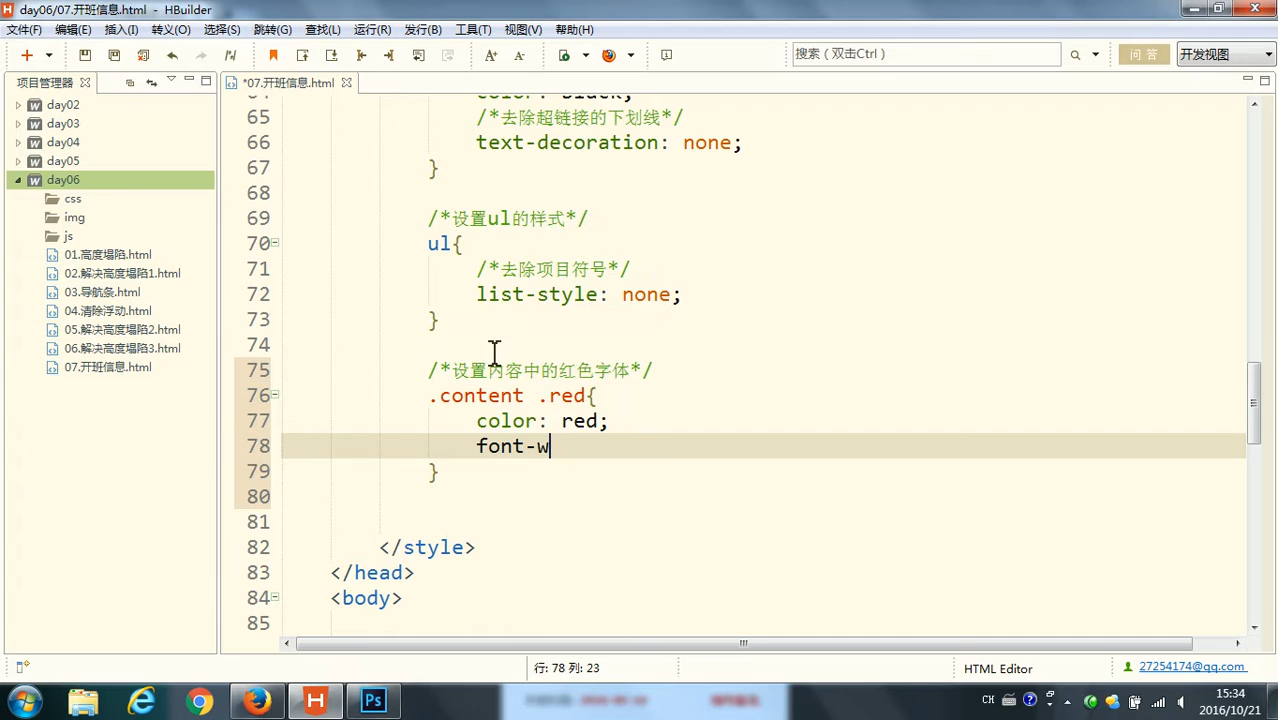 day06/07.开班信息.html - HBuilder
文件(F) 编辑(E) 插入(I) 转义(O) 选择(S) 跳转(G) 查找(L) 运行(R) 发行(B) 工具(T) 视图(V) 帮助(H)
搜索（双击Ctrl） 问 答 开发视图
项目管理器
*07.开班信息.html
day02
day03
day04
day05
day06
css
img
js
01.高度塌陷.html
02.解决高度塌陷1.html
03.导航条.html
04.清除浮动.html
05.解决高度塌陷2.html
06.解决高度塌陷3.html
07.开班信息.html
65 /*去除超链接的下划线*/
66 text-decoration: none;
67 }
68
69 /*设置ul的样式*/
70 ul{
71 /*去除项目符号*/
72 list-style: none;
73 }
74
75 /*设置内容中的红色字体*/
76 .content .red{
77 color: red;
78 font-w
79 }
80
81
82 </style>
83 </head>
84 <body>
85
行: 78 列: 23 HTML Editor 27254174@qq.com
CH 15:34
2016/10/21